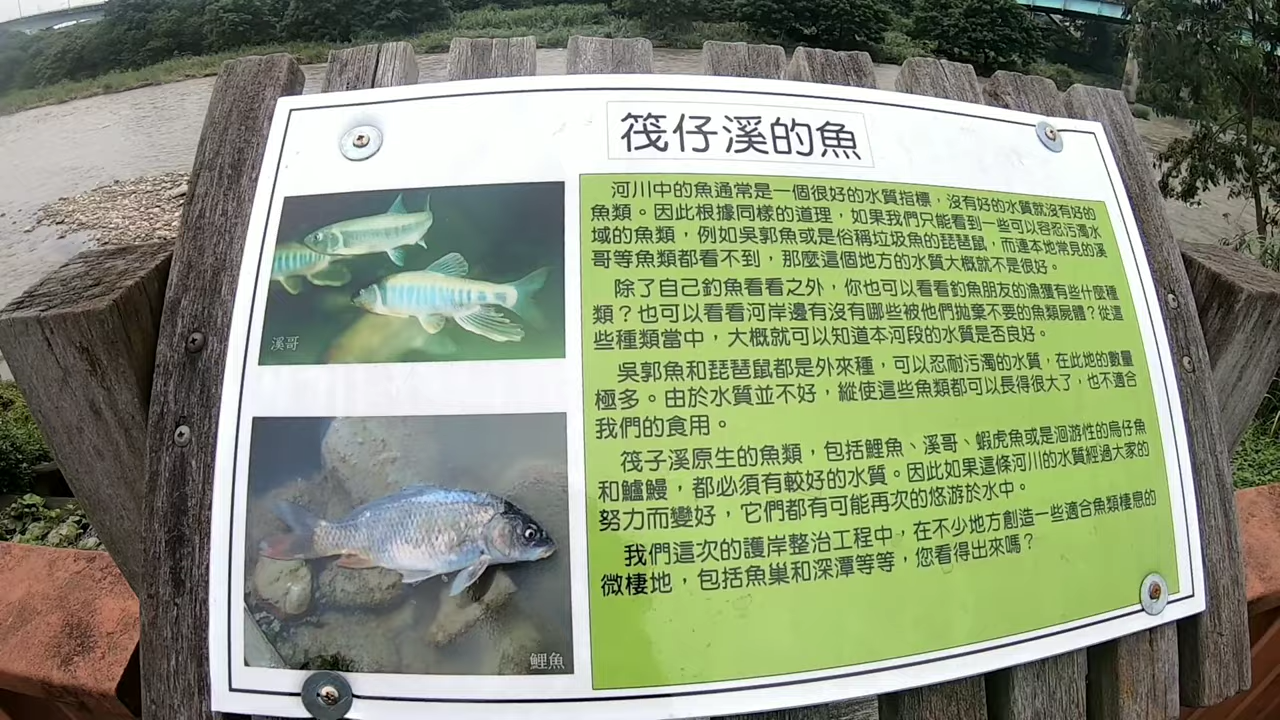 筏仔溪的魚
河川中的魚通常是一個很好的水質指標，沒有好的水質就沒有好的
魚類。因此根據同樣的道理，如果我們只能看到一些可以容忍污濁水
域的魚類，例如吳郭魚或是俗稱垃圾魚的琵琶鼠，而連本地常見的溪
哥等魚類都看不到，那麼這個地方的水質大概就不是很好。
除了自己釣魚看看之外，你也可以看看釣魚朋友的漁獲有些什麼種
類？也可以看看河岸邊有沒有哪些被他們拋棄不要的魚類屍體？從這
些種類當中，大概就可以知道本河段的水質是否良好。
吳郭魚和琵琶鼠都是外來種，可以忍耐污濁的水質，在此地的數量
極多。由於水質並不好，縱使這些魚類都可以長得很大了，也不適合
我們的食用。
筏子溪原生的魚類，包括鯉魚、溪哥、蝦虎魚或是洄游性的烏仔魚
和鱸鰻，都必須有較好的水質。因此如果這條河川的水質經過大家的
努力而變好，它們都有可能再次的悠游於水中。
我們這次的護岸整治工程中，在不少地方創造一些適合魚類棲息的
微棲地，包括魚巢和深潭等等，您看得出來嗎？
溪哥
鯉魚